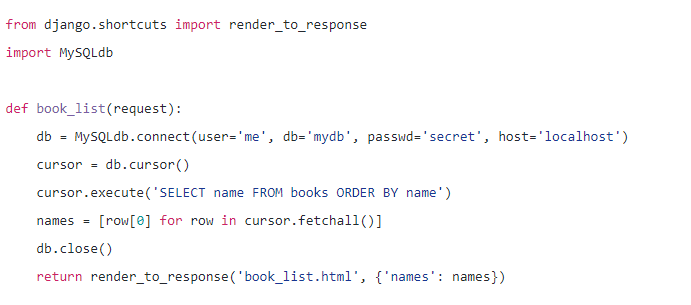 from django.shortcuts import render_to_response
import MySQLdb
def book_list(request):
    db = MySQLdb.connect(user='me', db='mydb', passwd='secret', host='localhost')
    cursor = db.cursor()
    cursor.execute('SELECT name FROM books ORDER BY name')
    names = [row[0] for row in cursor.fetchall()]
    db.close()
    return render_to_response('book_list.html', {'names': names})